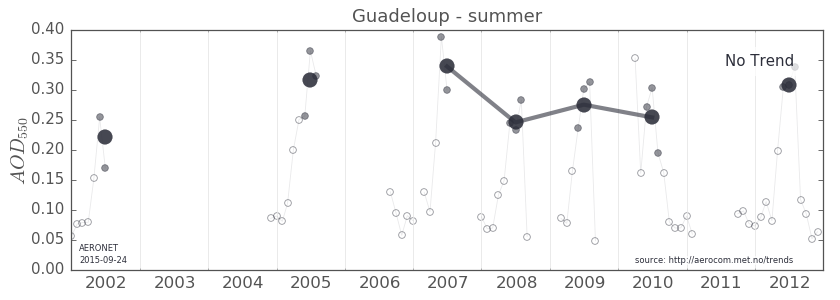 Guadeloup - summer
0.40
0.35
0.30
0.25
0.20
0.15
0.10
0.05
0.00
AOD550
No Trend
AERONET
2015-09-24
source: http://aerocom.met.no/trends
2002 2003 2004 2005 2006 2007 2008 2009 2010 2011 2012